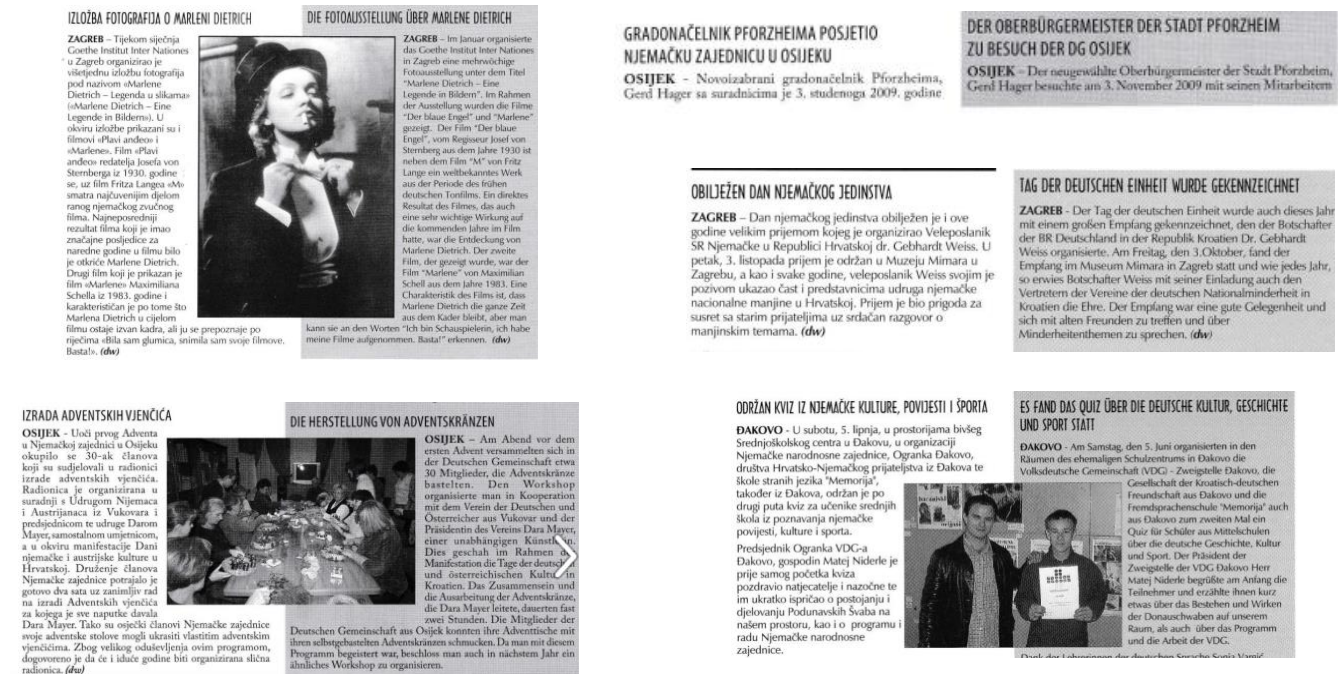 IZLOŽBA FOTOGRAFIJA O MARLENI DIETRICH
ZAGREB – Tijekom siječnja
Goethe Institut Inter Nationes
u Zagreb organizirao je
višetjednu izložbu fotografija
pod nazivom «Marlene
Dietrich – Legenda u slikama»
(«Marlene Dietrich – Eine
Legende in Bildern»). U
okviru izložbe prikazani su i
filmovi «Plavi anđeo» i
«Marlene». Film «Plavi
anđeo» redatelja Josefa von
Sternberga iz 1930. godine
se, uz film Fritza Langea «M»
smatra najčuvenijim djelom
ranog njemačkog zvučnog
filma. Najneposredniji
rezultat filma koji je imao
značajne posljedice za
naredne godine u filmu bilo
je otkriće Marlene Dietrich.
Drugi film koji je prikazan je
film «Marlene» Maximiliana
Schella iz 1983. godine i
karakterističan je po tome što
Marlena Dietrich u cijelom
filmu ostaje izvan kadra, ali ju se prepoznaje po
riječima «Bila sam glumica, snimila sam svoje filmove.
Basta!». (dw)
DIE FOTOAUSSTELLUNG ÜBER MARLENE DIETRICH
ZAGREB – Im Januar organisierte
das Goethe Institut Inter Nationes
in Zagreb eine mehrwöchige
Fotoausstellung unter dem Titel
"Marlene Dietrich – Eine
Legende in Bildern". Im Rahmen
der Ausstellung wurden die Filme
"Der blaue Engel" und "Marlene"
gezeigt. Der Film "Der blaue
Engel", vom Regisseur Josef von
Sternberg aus dem Jahre 1930 ist
neben dem Film "M" von Fritz
Lange ein weltbekanntes Werk
aus der Periode des frühen
deutschen Tonfilms. Ein direktes
Resultat des Filmes, das auch
eine sehr wichtige Wirkung auf
die kommenden Jahre im Film
hatte, war die Entdeckung von
Marlene Dietrich. Der zweite
Film, der gezeigt wurde, war der
Film "Marlene" von Maximilian
Schell aus dem Jahre 1983. Eine
Charakteristik des Films ist, dass
Marlene Dietrich die ganze Zeit
aus dem Kader bleibt, aber man
kann sie an den Worten "Ich bin Schauspielerin, ich habe
meine Filme aufgenommen. Basta!" erkennen. (dw)
GRADONAČELNIK PFORZHEIMA POSJETIO
NJEMAČKU ZAJEDNICU U OSIJEKU
OSIJEK – Novoizabrani gradonačelnik Pforzheima,
Gerd Hager sa suradnicima je 3. studenoga 2009. godine
DER OBERBÜRGERMEISTER DER STADT PFORZHEIM
ZU BESUCH DER DG OSIJEK
OSIJEK – Der neugewählte Oberbürgermeister der Stadt Pforzheim,
Gerd Hager besuchte am 3. November 2009 mit seinen Mitarbeitern
OBILJEŽEN DAN NJEMAČKOG JEDINSTVA
ZAGREB – Dan njemačkog jedinstva obilježen je i ove
godine velikim prijemom kojeg je organizirao Veleposlanik
SR Njemačke u Republici Hrvatskoj dr. Gebhardt Weiss. U
petak, 3. listopada prijem je održan u Muzeju Mimara u
Zagrebu, a kao i svake godine, veleposlanik Weiss svojim je
pozivom ukazao čast i predstavnicima udruga njemačke
nacionalne manjine u Hrvatskoj. Prijem je bio prigoda za
susret sa starim prijateljima uz srdačan razgovor o
manjinskim temama. (dw)
TAG DER DEUTSCHEN EINHEIT WURDE GEKENNZEICHNET
ZAGREB - Der Tag der deutschen Einheit wurde auch dieses Jahr
mit einem großen Empfang gekennzeichnet, den der Botschafter
der BR Deutschland in der Republik Kroatien Dr. Gebhardt
Weiss organisierte. Am Freitag, den 3.Oktober, fand der
Empfang im Museum Mimara in Zagreb statt und wie jedes Jahr,
so erwies Botschafter Weiss mit seiner Einladung auch den
Vertretern der Vereine der deutschen Nationalminderheit in
Kroatien die Ehre. Der Empfang war eine gute Gelegenheit und
sich mit alten Freunden zu treffen und über
Minderheitenthemen zu sprechen. (dw)
IZRADA ADVENTSKIH VJENČIĆA
OSIJEK - Uoči prvog Adventa
u Njemačkoj zajednici u Osijeku
okupilo se 30-ak članova
koji su sudjelovali u radionici
izrade adventskih vjenčića.
Radionica je organizirana u
suradnji s Udrugom Nijemaca
i Austrijanaca iz Vukovara i
predsjednicom te udruge Darom
Mayer, samostalnom umjetnicom,
a u okviru manifestacije Dani
njemačke i austrijske kulture u
Hrvatskoj. Druženje članova
Njemačke zajednice potrajalo je
gotovo dva sata uz zanimljiv rad
na izradi Adventskih vjenčića
za kojega je sve naputke davala
Dara Mayer. Tako su osječki članovi Njemačke zajednice
svoje adventske stolove mogli ukrasiti vlastitim adventskim
vjenčićima. Zbog velikog oduševljenja ovim programom,
dogovoreno je da će i iduće godine biti organizirana slična
radionica. (dw)
DIE HERSTELLUNG VON ADVENTSKRÄNZEN
OSIJEK – Am Abend vor dem
ersten Advent versammelten sich in
der Deutschen Gemeinschaft etwa
30 Mitglieder, die Adventskränze
bastelten. Den Workshop
organisierte man in Kooperation
mit dem Verein der Deutschen und
Österreicher aus Vukovar und der
Präsidentin des Vereins Dara Mayer,
einer unabhängigen
Dies geschah im Rahmen
Manifestation die Tage der deutschen
und österreichischen Kultur in
Kroatien. Das Zusammensein und
die Ausarbeitung der Adventskränze,
die Dara Mayer leitete, dauerten fast
zwei Stunden. Die Mitglieder der
Deutschen Gemeinschaft aus Osijek konnten ihre Adventtische mit
ihren selbstgebastelten Adventskränzen schmucken. Da man mit diesem
Programm begeistert war, beschloss man auch in nächstem Jahr ein
ähnliches Workshop zu organisieren.
ODRŽAN KVIZ IZ NJEMAČKE KULTURE, POVIJESTI I ŠPORTA
ĐAKOVO - U subotu, 5. lipnja, u prostorijama bivšeg
Srednjoškolskog centra u Đakovu, u organizaciji
Njemačke narodnosne zajednice, Ogranka Đakovo,
društva Hrvatsko-Njemačkog prijateljstva iz Đakova te
škole stranih jezika "Memorija",
također iz Đakova, održan je po
drugi puta kviz za učenike srednjih
škola iz poznavanja njemačke
povijesti, kulture i sporta.
Predsjednik Ogranka VDG-a
Đakovo, gospodin Matej Niderle je
prije samog početka kviza
pozdravio natjecatelje i nazočne te
im ukratko ispričao o postojanju i
djelovanju Podunavskih Švaba na
našem prostoru, kao i o programu i
radu Njemačke narodnosne
zajednice.
ES FAND DAS QUIZ ÜBER DIE DEUTSCHE KULTUR, GESCHICHTE
UND SPORT STATT
ĐAKOVO - Am Samstag, den 5. Juni organisierten in den
Räumen des ehemaligen Schulzentrums in Đakovo die
Volksdeutsche Gemeinschaft (VDG) - Zweigstelle Đakovo, die
Gesellschaft der Kroatisch-deutschen
Freundschaft aus Đakovo und die
Fremdsprachenschule "Memorija" auch
aus Đakovo zum zweiten Mal ein
Quiz für Schüler aus Mittelschulen
über die deutsche Geschichte, Kultur
und Sport. Der Präsident der
Zweigstelle der VDG Đakovo Herr
Matej Niderle begrüßte am Anfang die
Teilnehmer und erzählte ihnen kurz
etwas über das Bestehen und Wirken
der Donauschwaben auf unserem
Raum, als auch über das Programm
und die Arbeit der VDG.